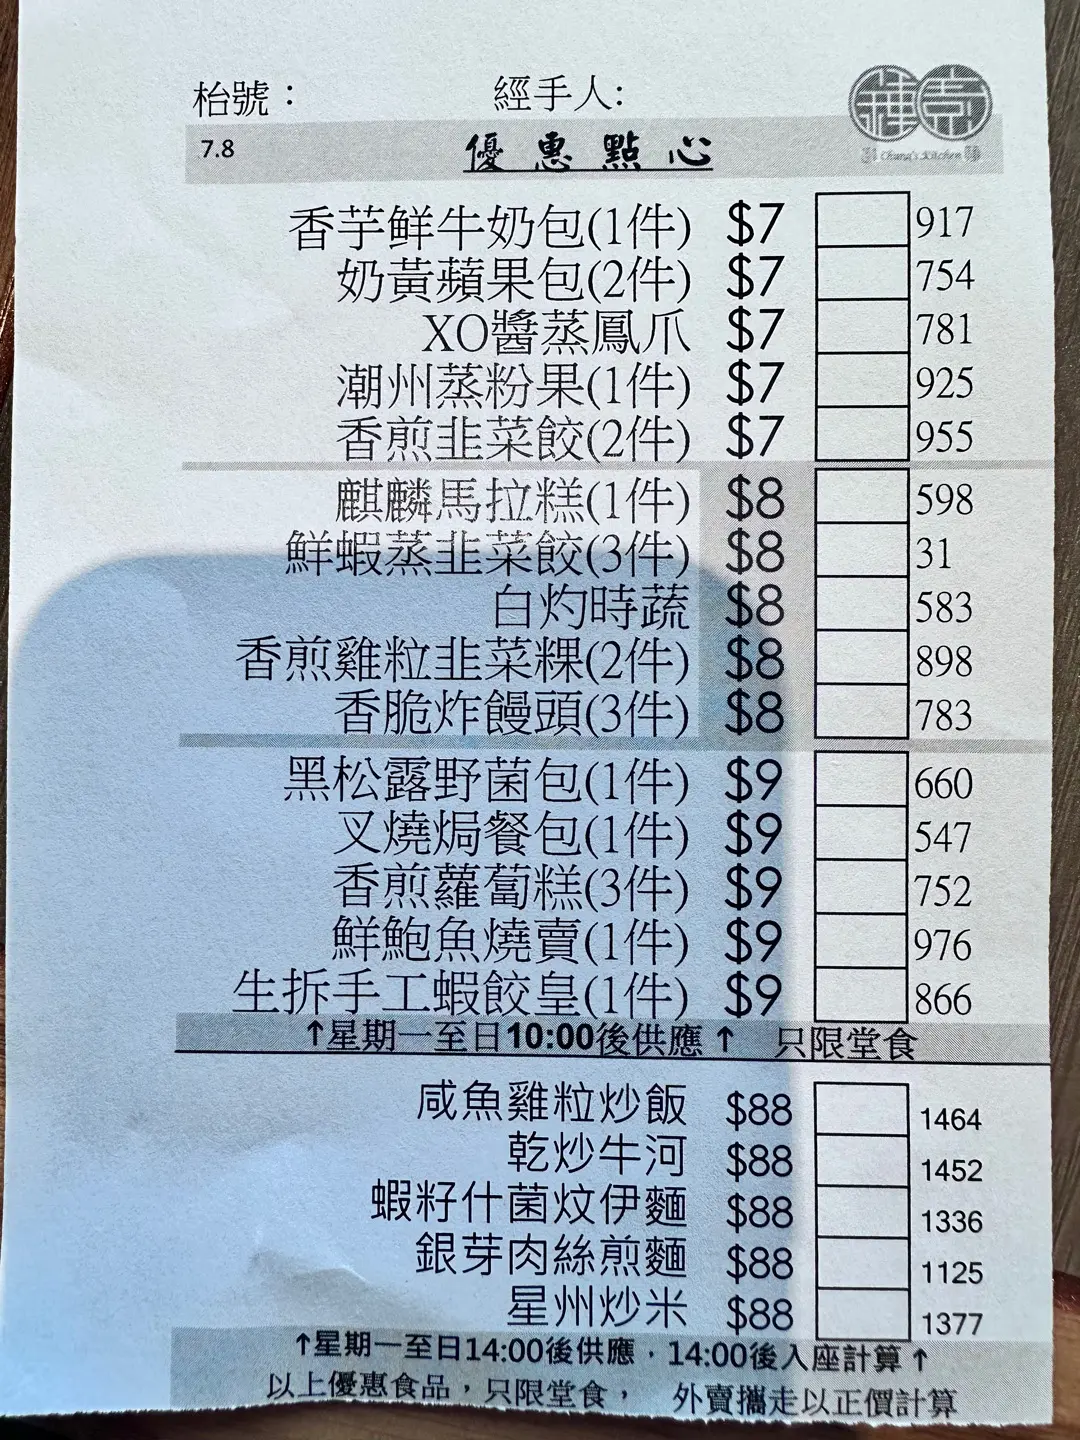 枱號： 經手人:
7.8 優惠點心
Chung's Kitchen
香芋鮮牛奶包(1件) $7 917
奶黃蘋果包(2件) $7 754
XO醬蒸鳳爪 $7 781
潮州蒸粉果(1件) $7 925
香煎韭菜餃(2件) $7 955
麒麟馬拉糕(1件) $8 598
鮮蝦蒸韭菜餃(3件) $8 31
白灼時蔬 $8 583
香煎雞粒韭菜粿(2件) $8 898
香脆炸饅頭(3件) $8 783
黑松露野菌包(1件) $9 660
叉燒焗餐包(1件) $9 547
香煎蘿蔔糕(3件) $9 752
鮮鮑魚燒賣(1件) $9 976
生拆手工蝦餃皇(1件) $9 866
↑星期一至日10:00後供應↑ 只限堂食
咸魚雞粒炒飯 $88 1464
乾炒牛河 $88 1452
蝦籽什菌炆伊麵 $88 1336
銀芽肉絲煎麵 $88 1125
星州炒米 $88 1377
↑星期一至日14:00後供應．14:00後入座計算↑
以上優惠食品，只限堂食， 外賣攜走以正價計算